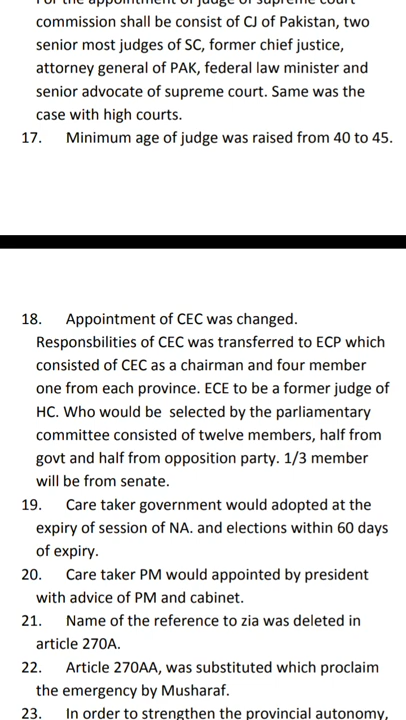 For the appointment of judge of supreme court
commission shall be consist of CJ of Pakistan, two
senior most judges of SC, former chief justice,
attorney general of PAK, federal law minister and
senior advocate of supreme court. Same was the
case with high courts.
17. Minimum age of judge was raised from 40 to 45.
18. Appointment of CEC was changed.
Responsbilities of CEC was transferred to ECP which
consisted of CEC as a chairman and four member
one from each province. ECE to be a former judge of
HC. Who would be selected by the parliamentary
committee consisted of twelve members, half from
govt and half from opposition party. 1/3 member
will be from senate.
19. Care taker government would adopted at the
expiry of session of NA. and elections within 60 days
of expiry.
20. Care taker PM would appointed by president
with advice of PM and cabinet.
21. Name of the reference to zia was deleted in
article 270A.
22. Article 270AA, was substituted which proclaim
the emergency by Musharaf.
23. In order to strengthen the provincial autonomy,